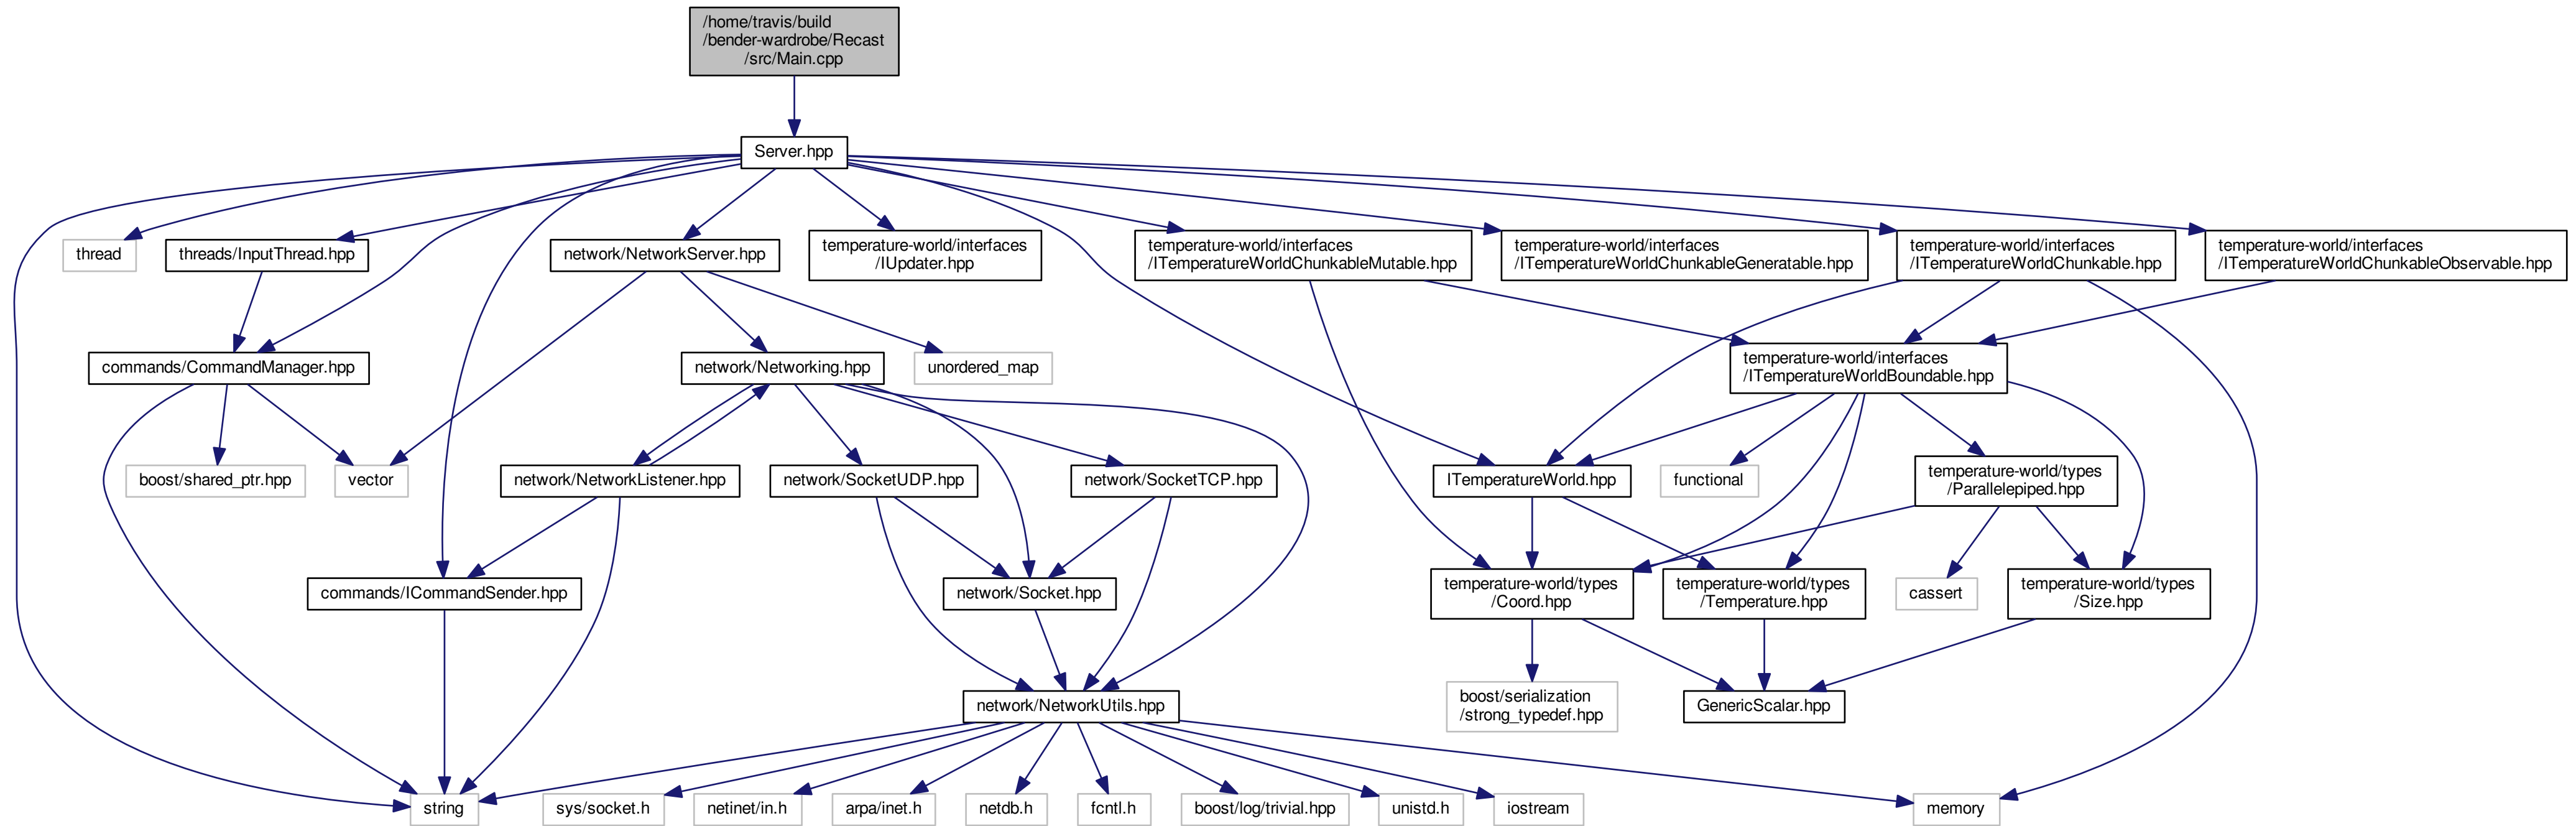 /home/travis/build
/bender-wardrobe/Recast
/src/Main.cpp
Server.hpp
thread
threads/InputThread.hpp
network/NetworkServer.hpp
temperature-world/interfaces
/IUpdater.hpp
temperature-world/interfaces
/ITemperatureWorldChunkableMutable.hpp
temperature-world/interfaces
/ITemperatureWorldChunkableGeneratable.hpp
temperature-world/interfaces
/ITemperatureWorldChunkable.hpp
temperature-world/interfaces
/ITemperatureWorldChunkableObservable.hpp
commands/CommandManager.hpp
network/Networking.hpp
unordered_map
temperature-world/interfaces
/ITemperatureWorldBoundable.hpp
boost/shared_ptr.hpp
vector
network/NetworkListener.hpp
network/SocketUDP.hpp
network/SocketTCP.hpp
ITemperatureWorld.hpp
functional
temperature-world/types
/Parallelepiped.hpp
commands/ICommandSender.hpp
network/Socket.hpp
temperature-world/types
/Coord.hpp
temperature-world/types
/Temperature.hpp
cassert
temperature-world/types
/Size.hpp
network/NetworkUtils.hpp
boost/serialization
/strong_typedef.hpp
GenericScalar.hpp
string
sys/socket.h
netinet/in.h
arpa/inet.h
netdb.h
fcntl.h
boost/log/trivial.hpp
unistd.h
iostream
memory